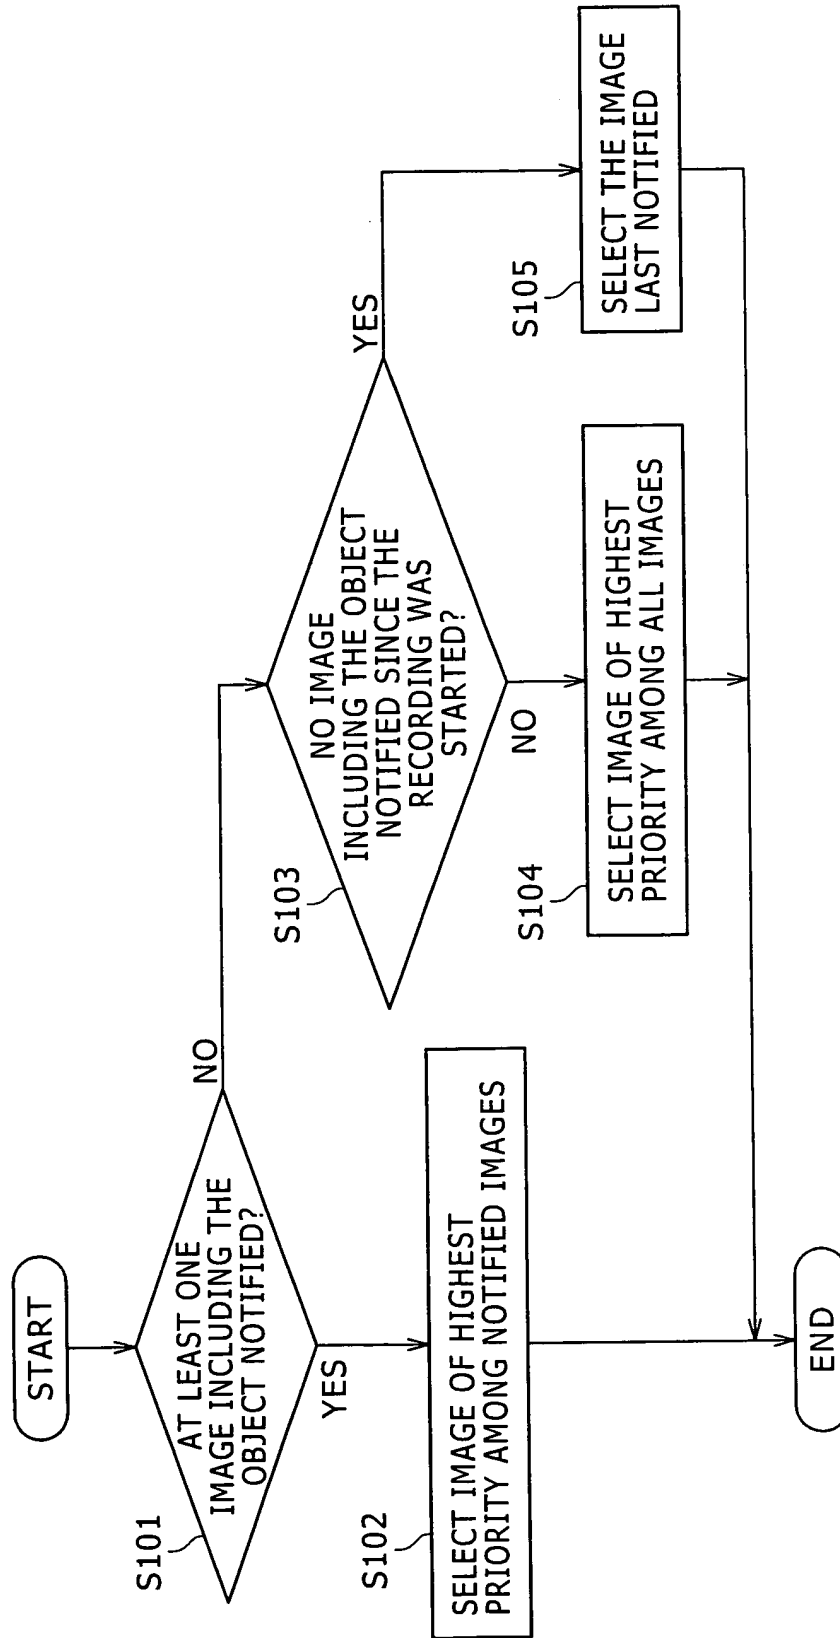 START
S101
AT LEAST ONE
IMAGE INCLUDING THE
OBJECT NOTIFIED?
NO
YES
S102
SELECT IMAGE OF HIGHEST
PRIORITY AMONG NOTIFIED IMAGES
S103
NO IMAGE
INCLUDING THE OBJECT
NOTIFIED SINCE THE
RECORDING WAS
STARTED?
YES
NO
S104
SELECT IMAGE OF HIGHEST
PRIORITY AMONG ALL IMAGES
S105
SELECT THE IMAGE
LAST NOTIFIED
END